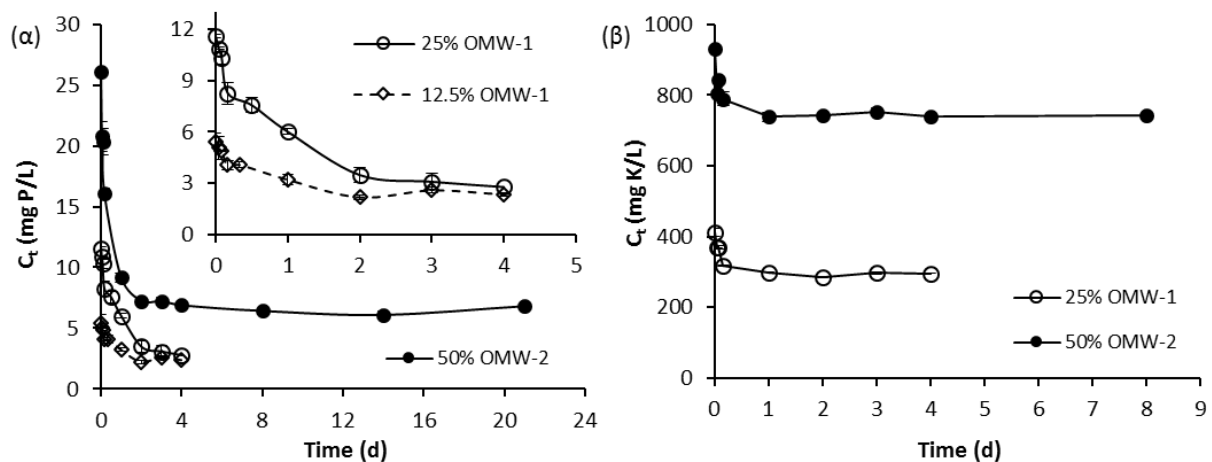 (α)
C_t (mg P/L)
30
25
20
15
10
5
0
0 4 8 12 16 20 24
Time (d)
12
9
6
3
0
0 1 2 3 4 5
25% OMW-1
12.5% OMW-1
50% OMW-2
(β)
C_t (mg K/L)
1000
800
600
400
200
0
0 1 2 3 4 5 6 7 8 9
Time (d)
25% OMW-1
50% OMW-2